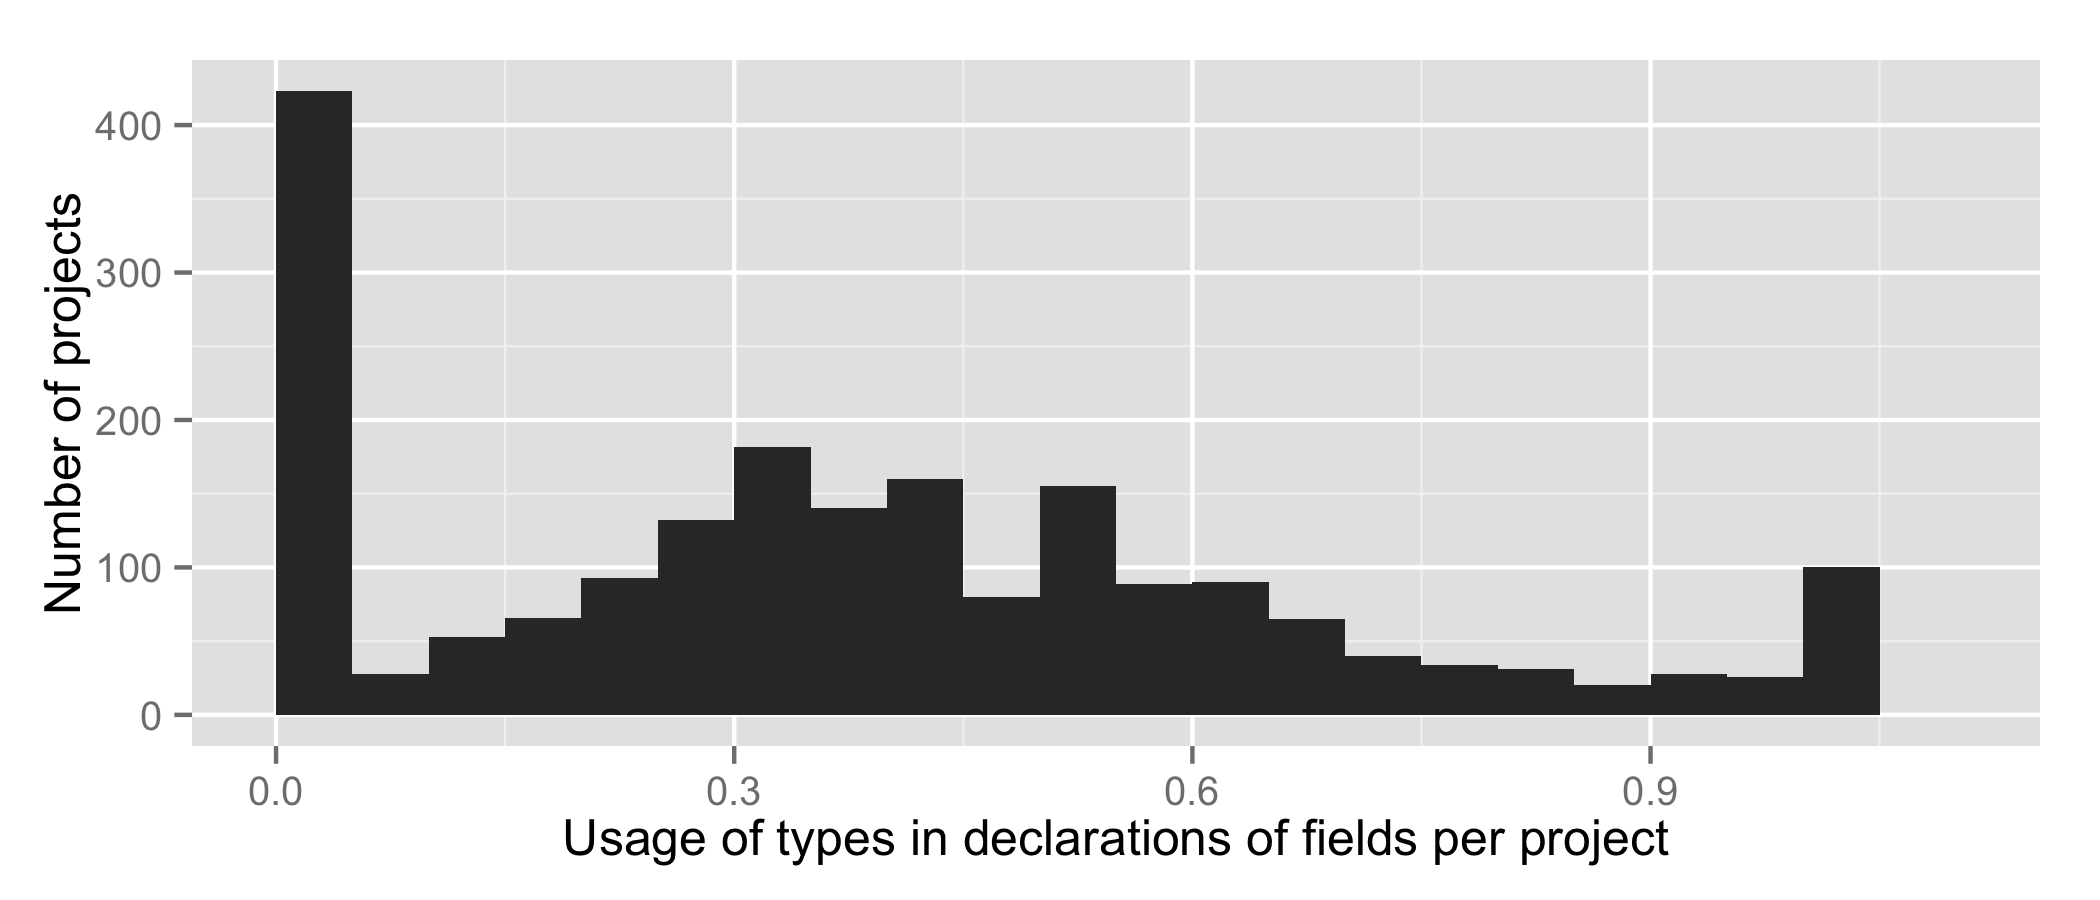 Number of projects
400
300
200
100
0
0.0 0.3 0.6 0.9
Usage of types in declarations of fields per project